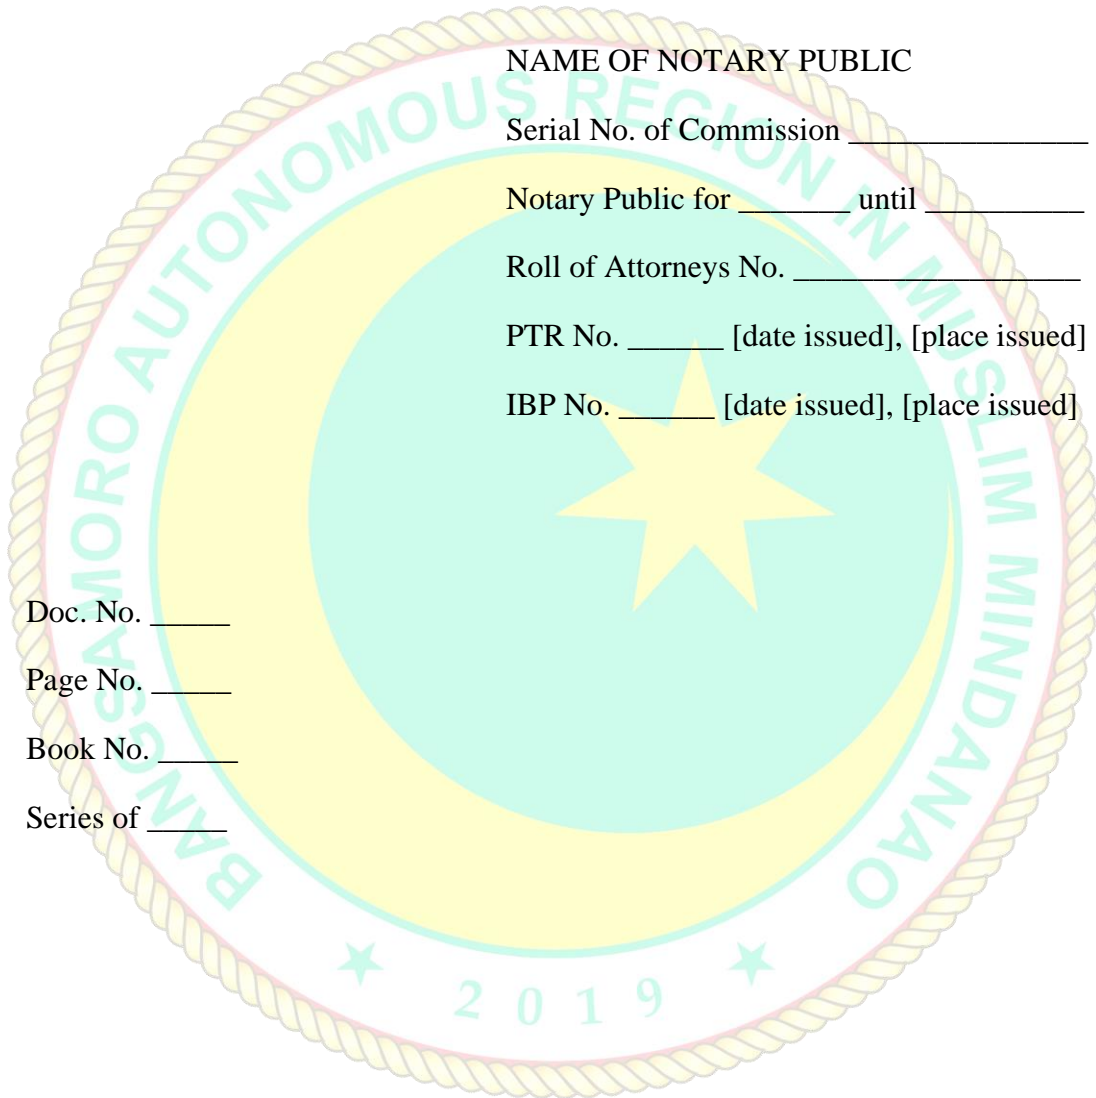 NAME OF NOTARY PUBLIC
Serial No. of Commission _______________
Notary Public for _______ until __________
Roll of Attorneys No. __________________
PTR No. ______ [date issued], [place issued]
IBP No. ______ [date issued], [place issued]
Doc. No. _____
Page No. _____
Book No. _____
Series of _____
BANGSAMORO AUTONOMOUS REGION IN MUSLIM MINDANAO
2019